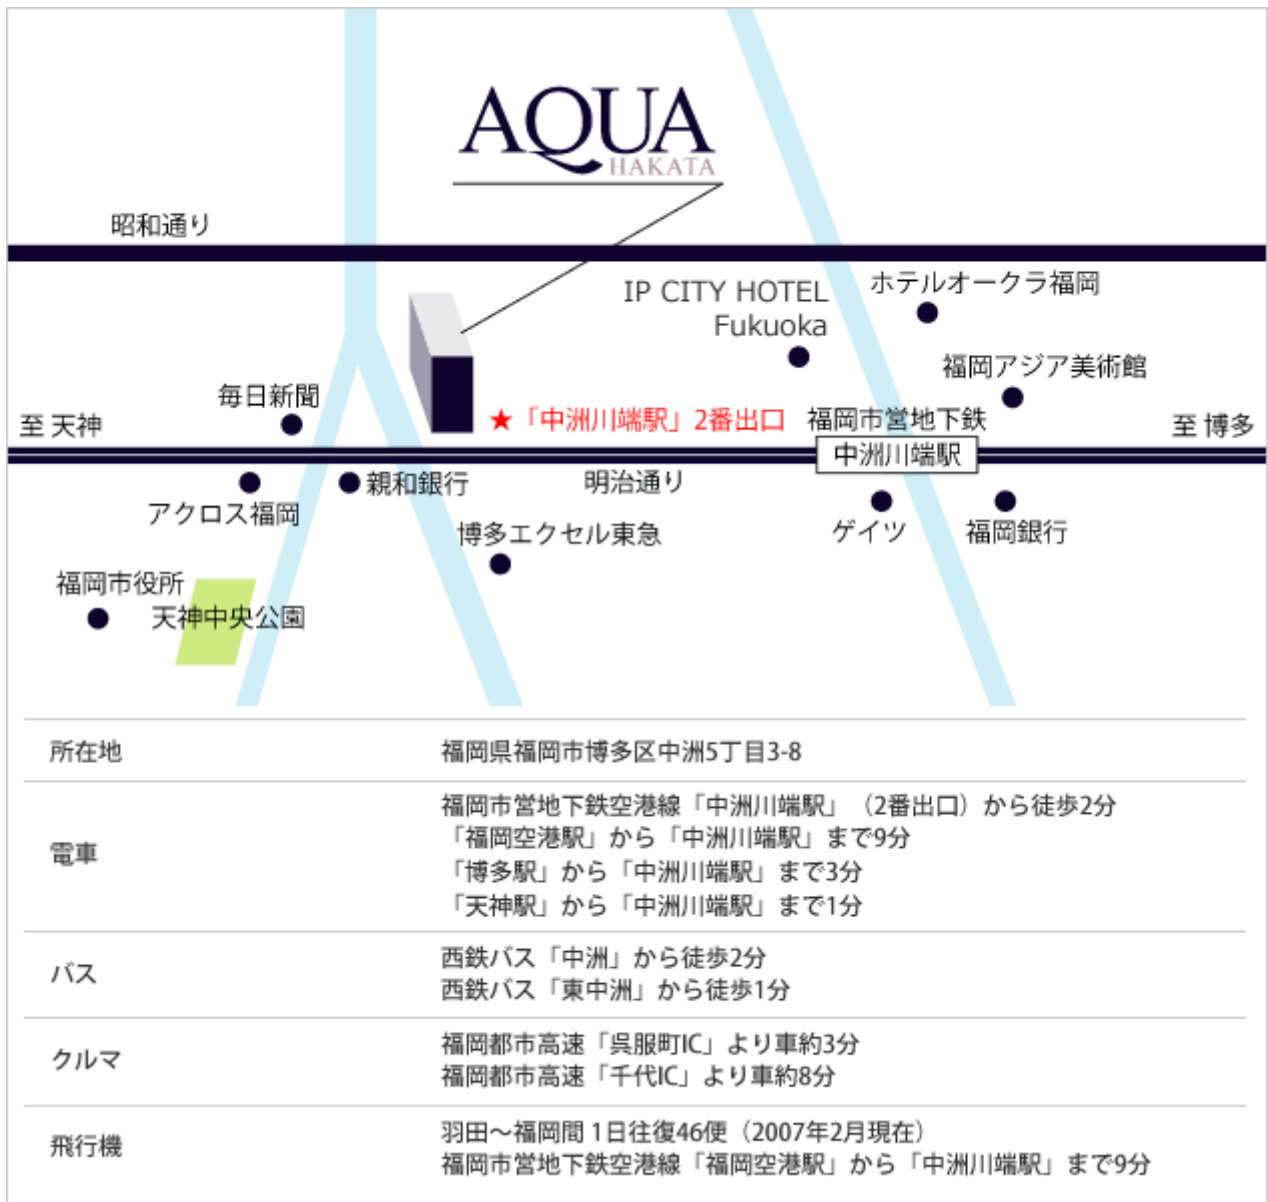 AQUA
HAKATA
昭和通り
IP CITY HOTEL
Fukuoka
ホテルオークラ福岡
福岡アジア美術館
毎日新聞
至 天神
★「中洲川端駅」2番出口
福岡市営地下鉄
中洲川端駅
至 博多
親和銀行
明治通り
アクロス福岡
博多エクセル東急
ゲイツ
福岡銀行
福岡市役所
天神中央公園
所在地
福岡県福岡市博多区中洲5丁目3-8
電車
福岡市営地下鉄空港線「中洲川端駅」（2番出口）から徒歩2分
「福岡空港駅」から「中洲川端駅」まで9分
「博多駅」から「中洲川端駅」まで3分
「天神駅」から「中洲川端駅」まで1分
バス
西鉄バス「中洲」から徒歩2分
西鉄バス「東中洲」から徒歩1分
クルマ
福岡都市高速「呉服町IC」より車約3分
福岡都市高速「千代IC」より車約8分
飛行機
羽田～福岡間 1日往復46便（2007年2月現在）
福岡市営地下鉄空港線「福岡空港駅」から「中洲川端駅」まで9分